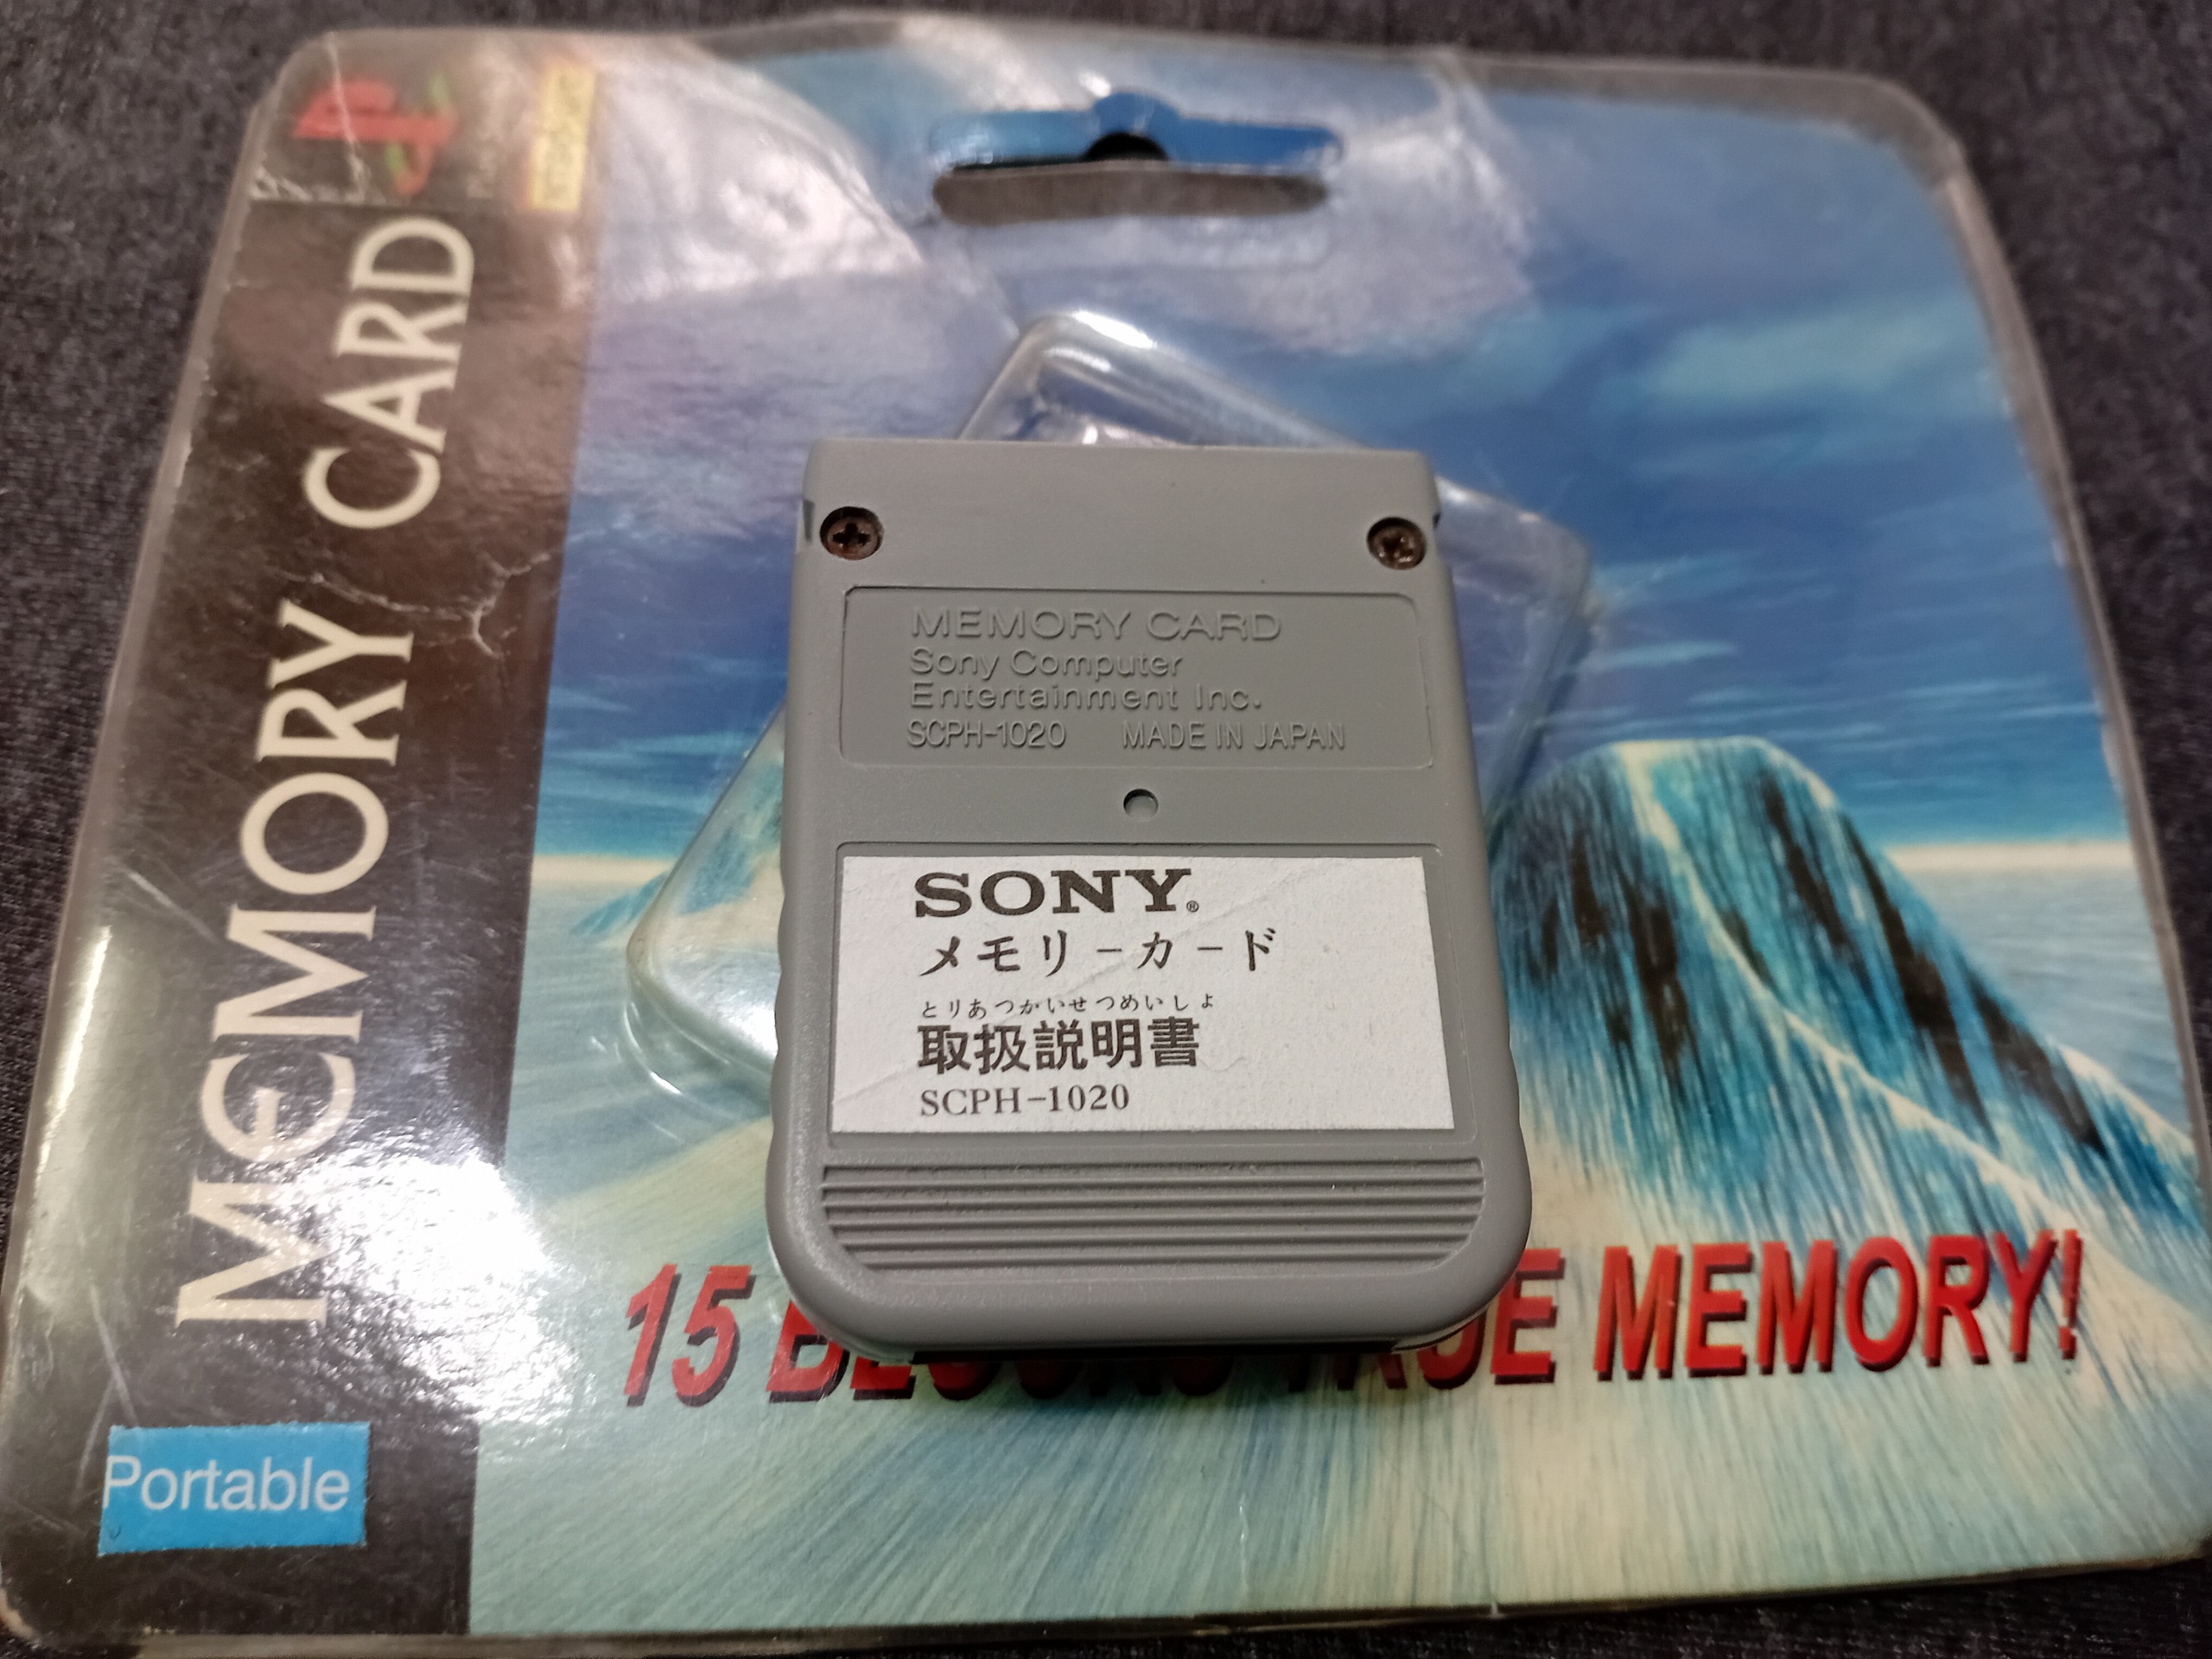 MEMORY CARD
Portable
MEMORY CARD
Sony Computer
Entertainment Inc.
SCPH-1020 MADE IN JAPAN
SONY®
メモリーカード
とりあつかいせつめいしょ
取扱説明書
SCPH-1020
15 MEMORY!